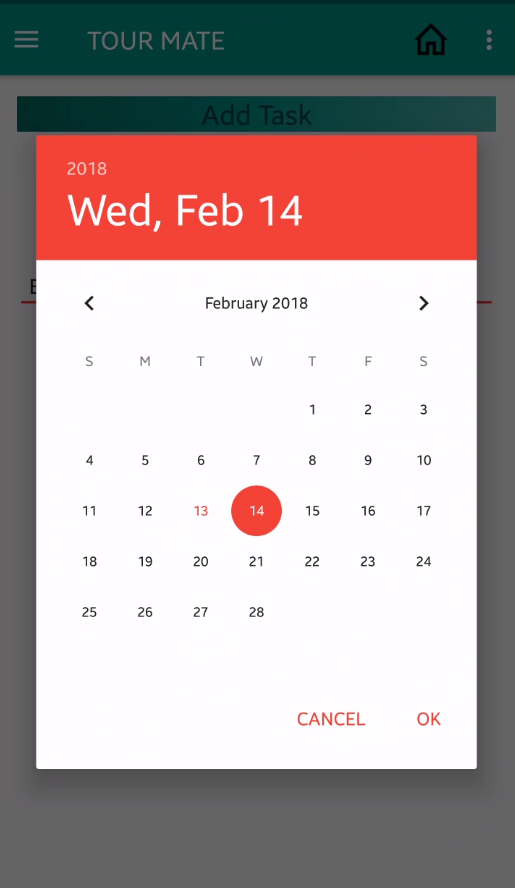 TOUR MATE
Add Task
2018
Wed, Feb 14
February 2018
S M T W T F S
1 2 3
4 5 6 7 8 9 10
11 12 13 14 15 16 17
18 19 20 21 22 23 24
25 26 27 28
CANCEL OK